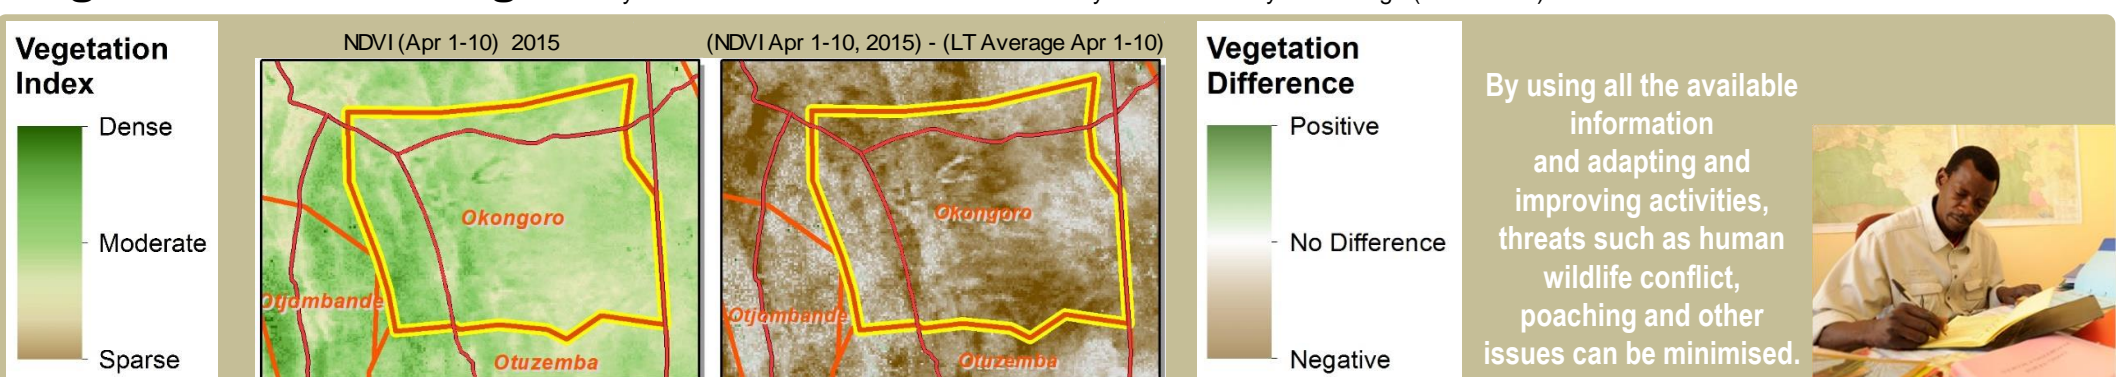 Vegetation
Index
Dense
Moderate
Sparse
NDVI (Apr 1-10) 2015
Okongoro
Otjombande
Otuzemba
(NDVI Apr 1-10, 2015) - (LT Average Apr 1-10)
Okongoro
Otjombande
Otuzemba
Vegetation
Difference
Positive
No Difference
Negative
By using all the available
information
and adapting and
improving activities,
threats such as human
wildlife conflict,
poaching and other
issues can be minimised.